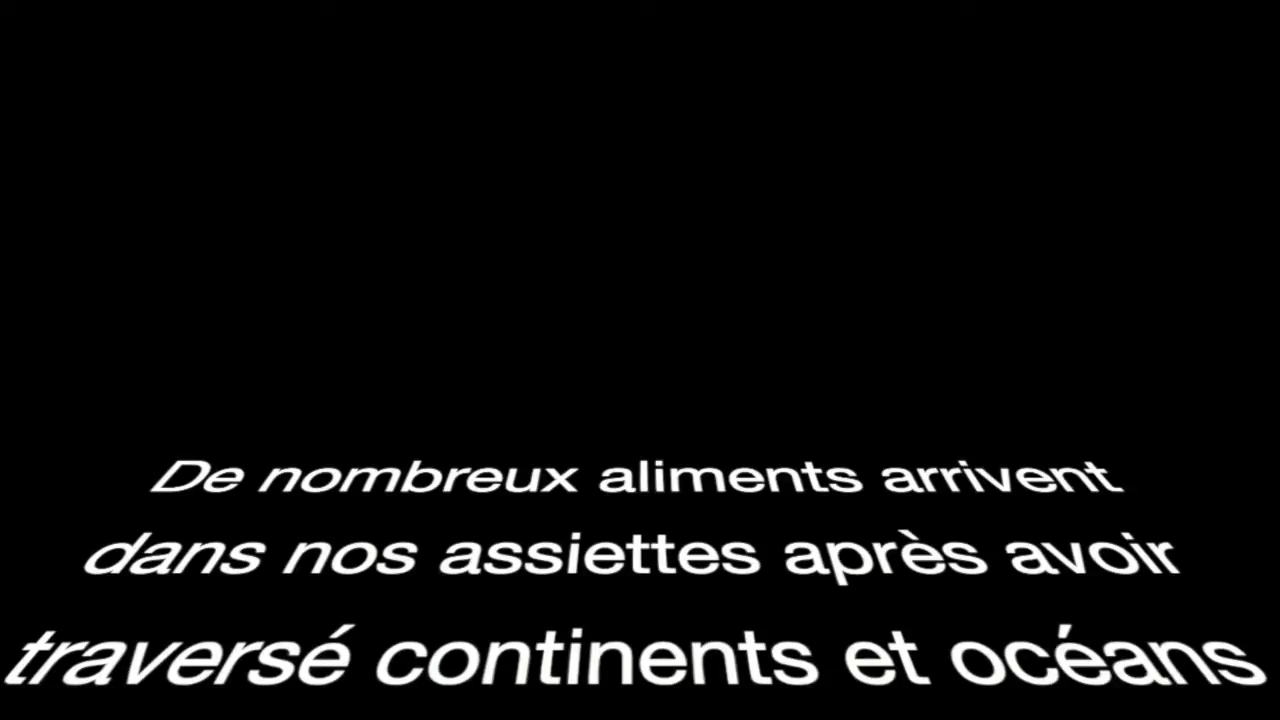 De nombreux aliments arrivent
dans nos assiettes après avoir
traversé continents et océans